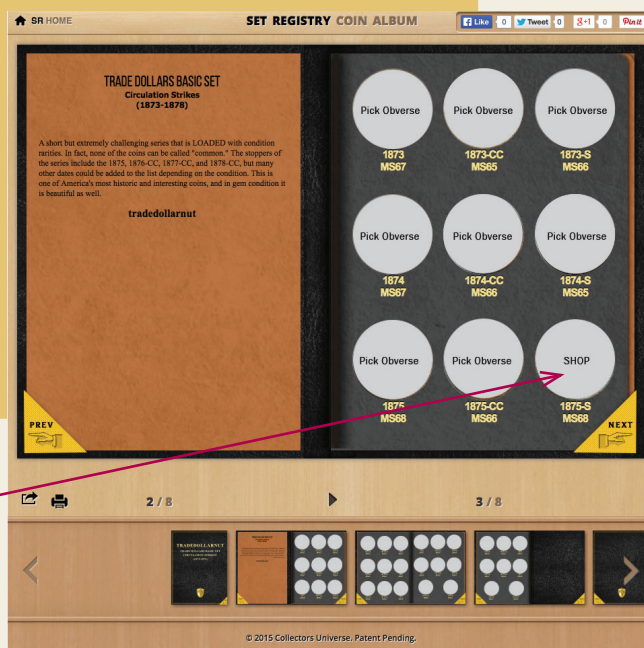 SR HOME
SET REGISTRY COIN ALBUM
Like 0 Tweet 0 8+1 0 Pin it
TRADE DOLLARS BASIC SET
Circulation Strikes
(1873-1878)
A short but extremely challenging series that is LOADED with condition
rarities. In fact, none of the coins can be called "common." The stoppers of
the series include the 1875, 1876-CC, 1877-CC, and 1878-CC, but many
other dates could be added to the list depending on the condition. This is
one of America's most historic and interesting coins, and in gem condition it
is beautiful as well.
tradedollarnut
Pick Obverse Pick Obverse Pick Obverse
1873 1873-CC 1873-S
MS67 MS65 MS66
Pick Obverse Pick Obverse Pick Obverse
1874 1874-CC 1874-S
MS67 MS66 MS65
Pick Obverse Pick Obverse SHOP
1875 1875-CC 1875-S
MS68 MS66 MS68
PREV
NEXT
2 / 8
3 / 8
TRADEDOLLARNUT
© 2015 Collectors Universe. Patent Pending.